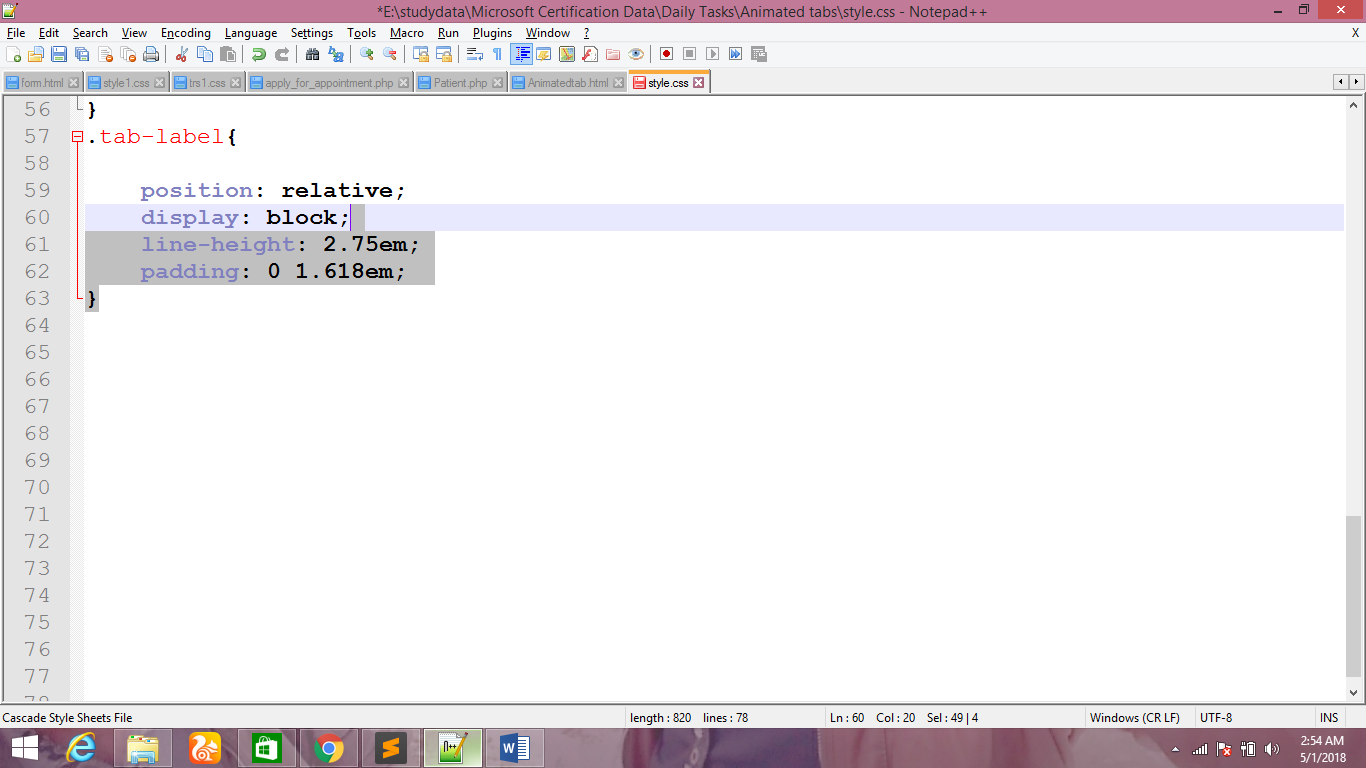 *E:\studydata\Microsoft Certification Data\Daily Tasks\Animated tabs\style.css - Notepad++
File Edit Search View Encoding Language Settings Tools Macro Run Plugins Window ? X
form.html style1.css trs1.css apply_for_appointment.php Patient.php Animatedtab.html style.css
56 }
57 .tab-label{
58
59 position: relative;
60 display: block;
61 line-height: 2.75em;
62 padding: 0 1.618em;
63 }
64
65
66
67
68
69
70
71
72
73
74
75
76
77
78
Cascade Style Sheets File length : 820 lines : 78 Ln : 60 Col : 20 Sel : 49 | 4 Windows (CR LF) UTF-8 INS
2:54 AM
5/1/2018